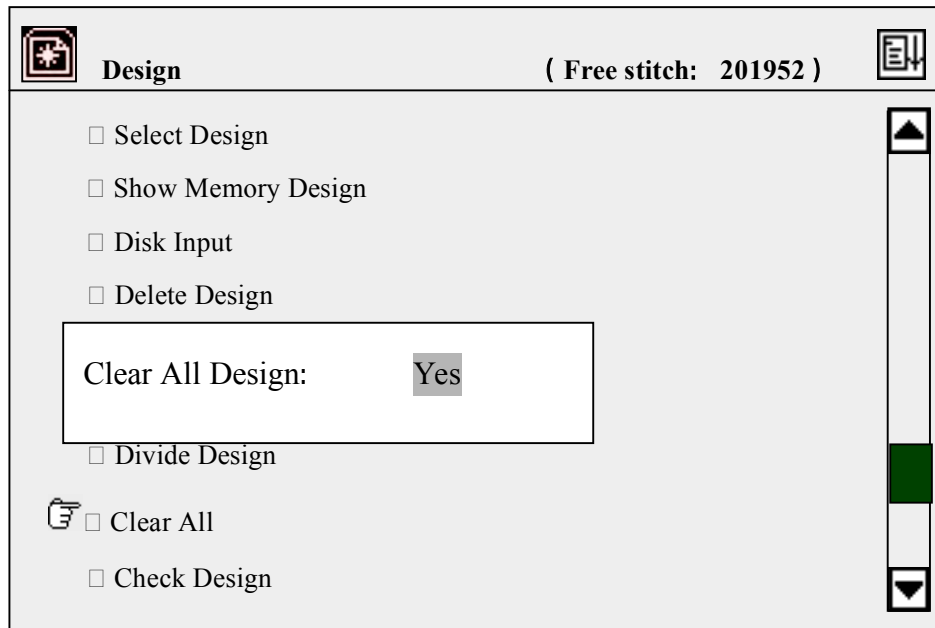 Design (Free stitch: 201952)
□ Select Design
□ Show Memory Design
□ Disk Input
□ Delete Design
Clear All Design: Yes
□ Divide Design
□ Clear All
□ Check Design